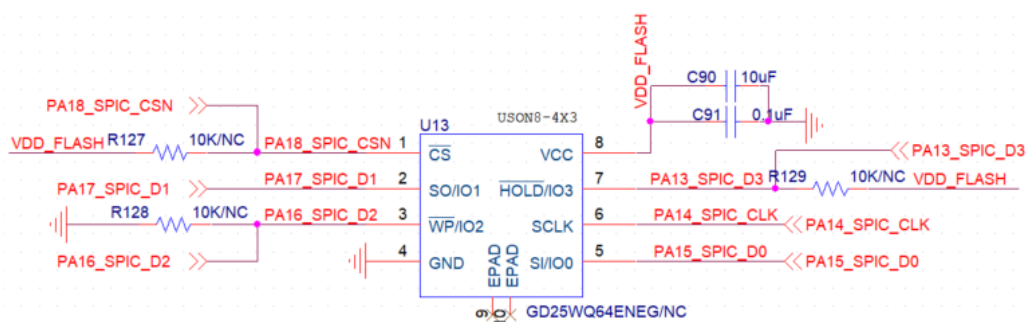 VDD_FLASH
C90 10uF
C91 0.1uF
PA18_SPIC_CSN
U13 USON8-4X3
VDD_FLASH R127 10K/NC PA18_SPIC_CSN 1 CS VCC 8
PA13_SPIC_D3
PA17_SPIC_D1 PA17_SPIC_D1 2 SO/IO1 HOLD/IO3 7 PA13_SPIC_D3 R129 10K/NC VDD_FLASH
R128 10K/NC PA16_SPIC_D2 3 WP/IO2 SCLK 6 PA14_SPIC_CLK PA14_SPIC_CLK
PA16_SPIC_D2 4 GND EPAD EPAD SI/IO0 5 PA15_SPIC_D0 PA15_SPIC_D0
9 10 GD25WQ64ENEG/NC